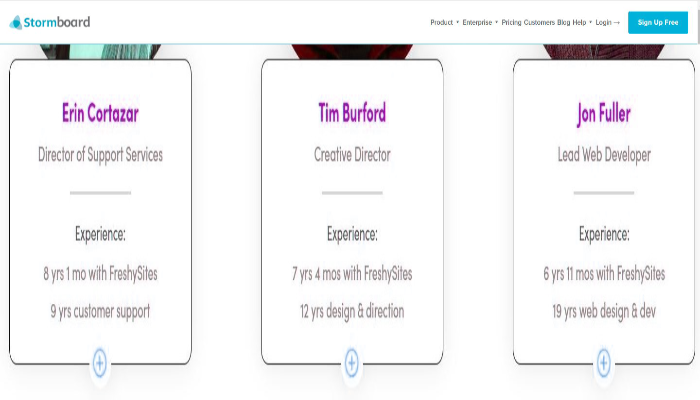 Stormboard
Product Enterprise Pricing Customers Blog Help Login → Sign Up Free
Erin Cortazar
Director of Support Services
Experience:
8 yrs 1 mo with FreshySites
9 yrs customer support
Tim Burford
Creative Director
Experience:
7 yrs 4 mos with FreshySites
12 yrs design & direction
Jon Fuller
Lead Web Developer
Experience:
6 yrs 11 mos with FreshySites
19 yrs web design & dev